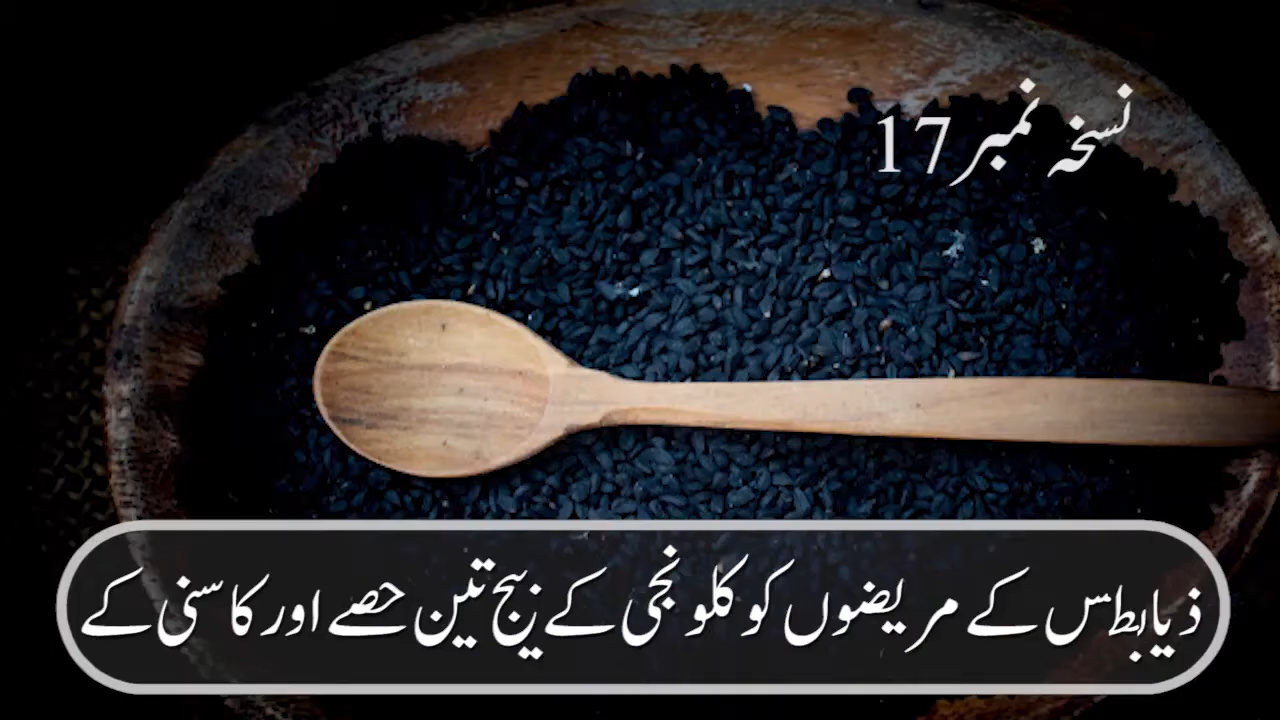 نسخہ نمبر 17
ذیابطس کے مریضوں کو کلونجی کے بیج تین حصے اور کاسنی کے